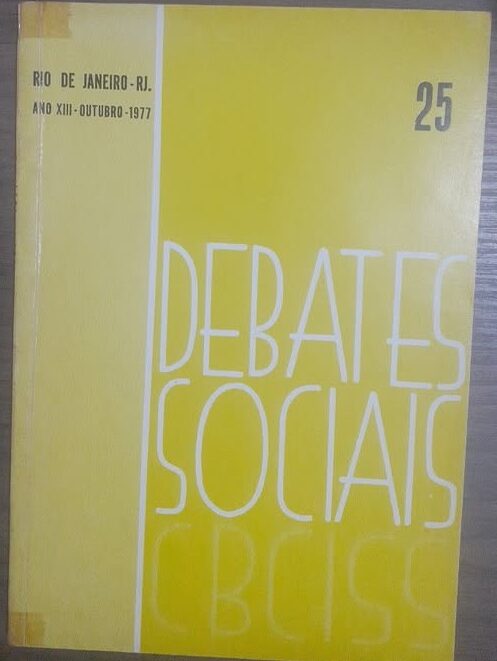 RIO DE JANEIRO-RJ.
ANO XIII-OUTUBRO-1977
25
DEBATES
SOCIAIS
CBCISS